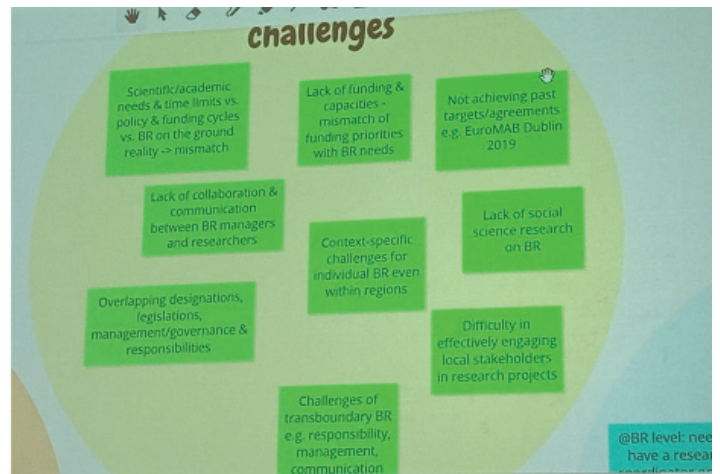 challenges
Scientific/academic
needs & time limits vs.
policy & funding cycles
vs. BR on the ground
reality -> mismatch
Lack of funding &
capacities -
mismatch of
funding priorities
with BR needs
Not achieving past
targets/agreements
e.g. EuroMAB Dublin
2019
Lack of collaboration &
communication
between BR managers
and researchers
Context-specific
challenges for
individual BR even
within regions
Lack of social
science research
on BR
Overlapping designations,
legislations,
management/governance &
responsibilities
Difficulty in
effectively engaging
local stakeholders
in research projects
Challenges of
transboundary BR
e.g. responsibility,
management,
communication
@BR level: nee
have a resear